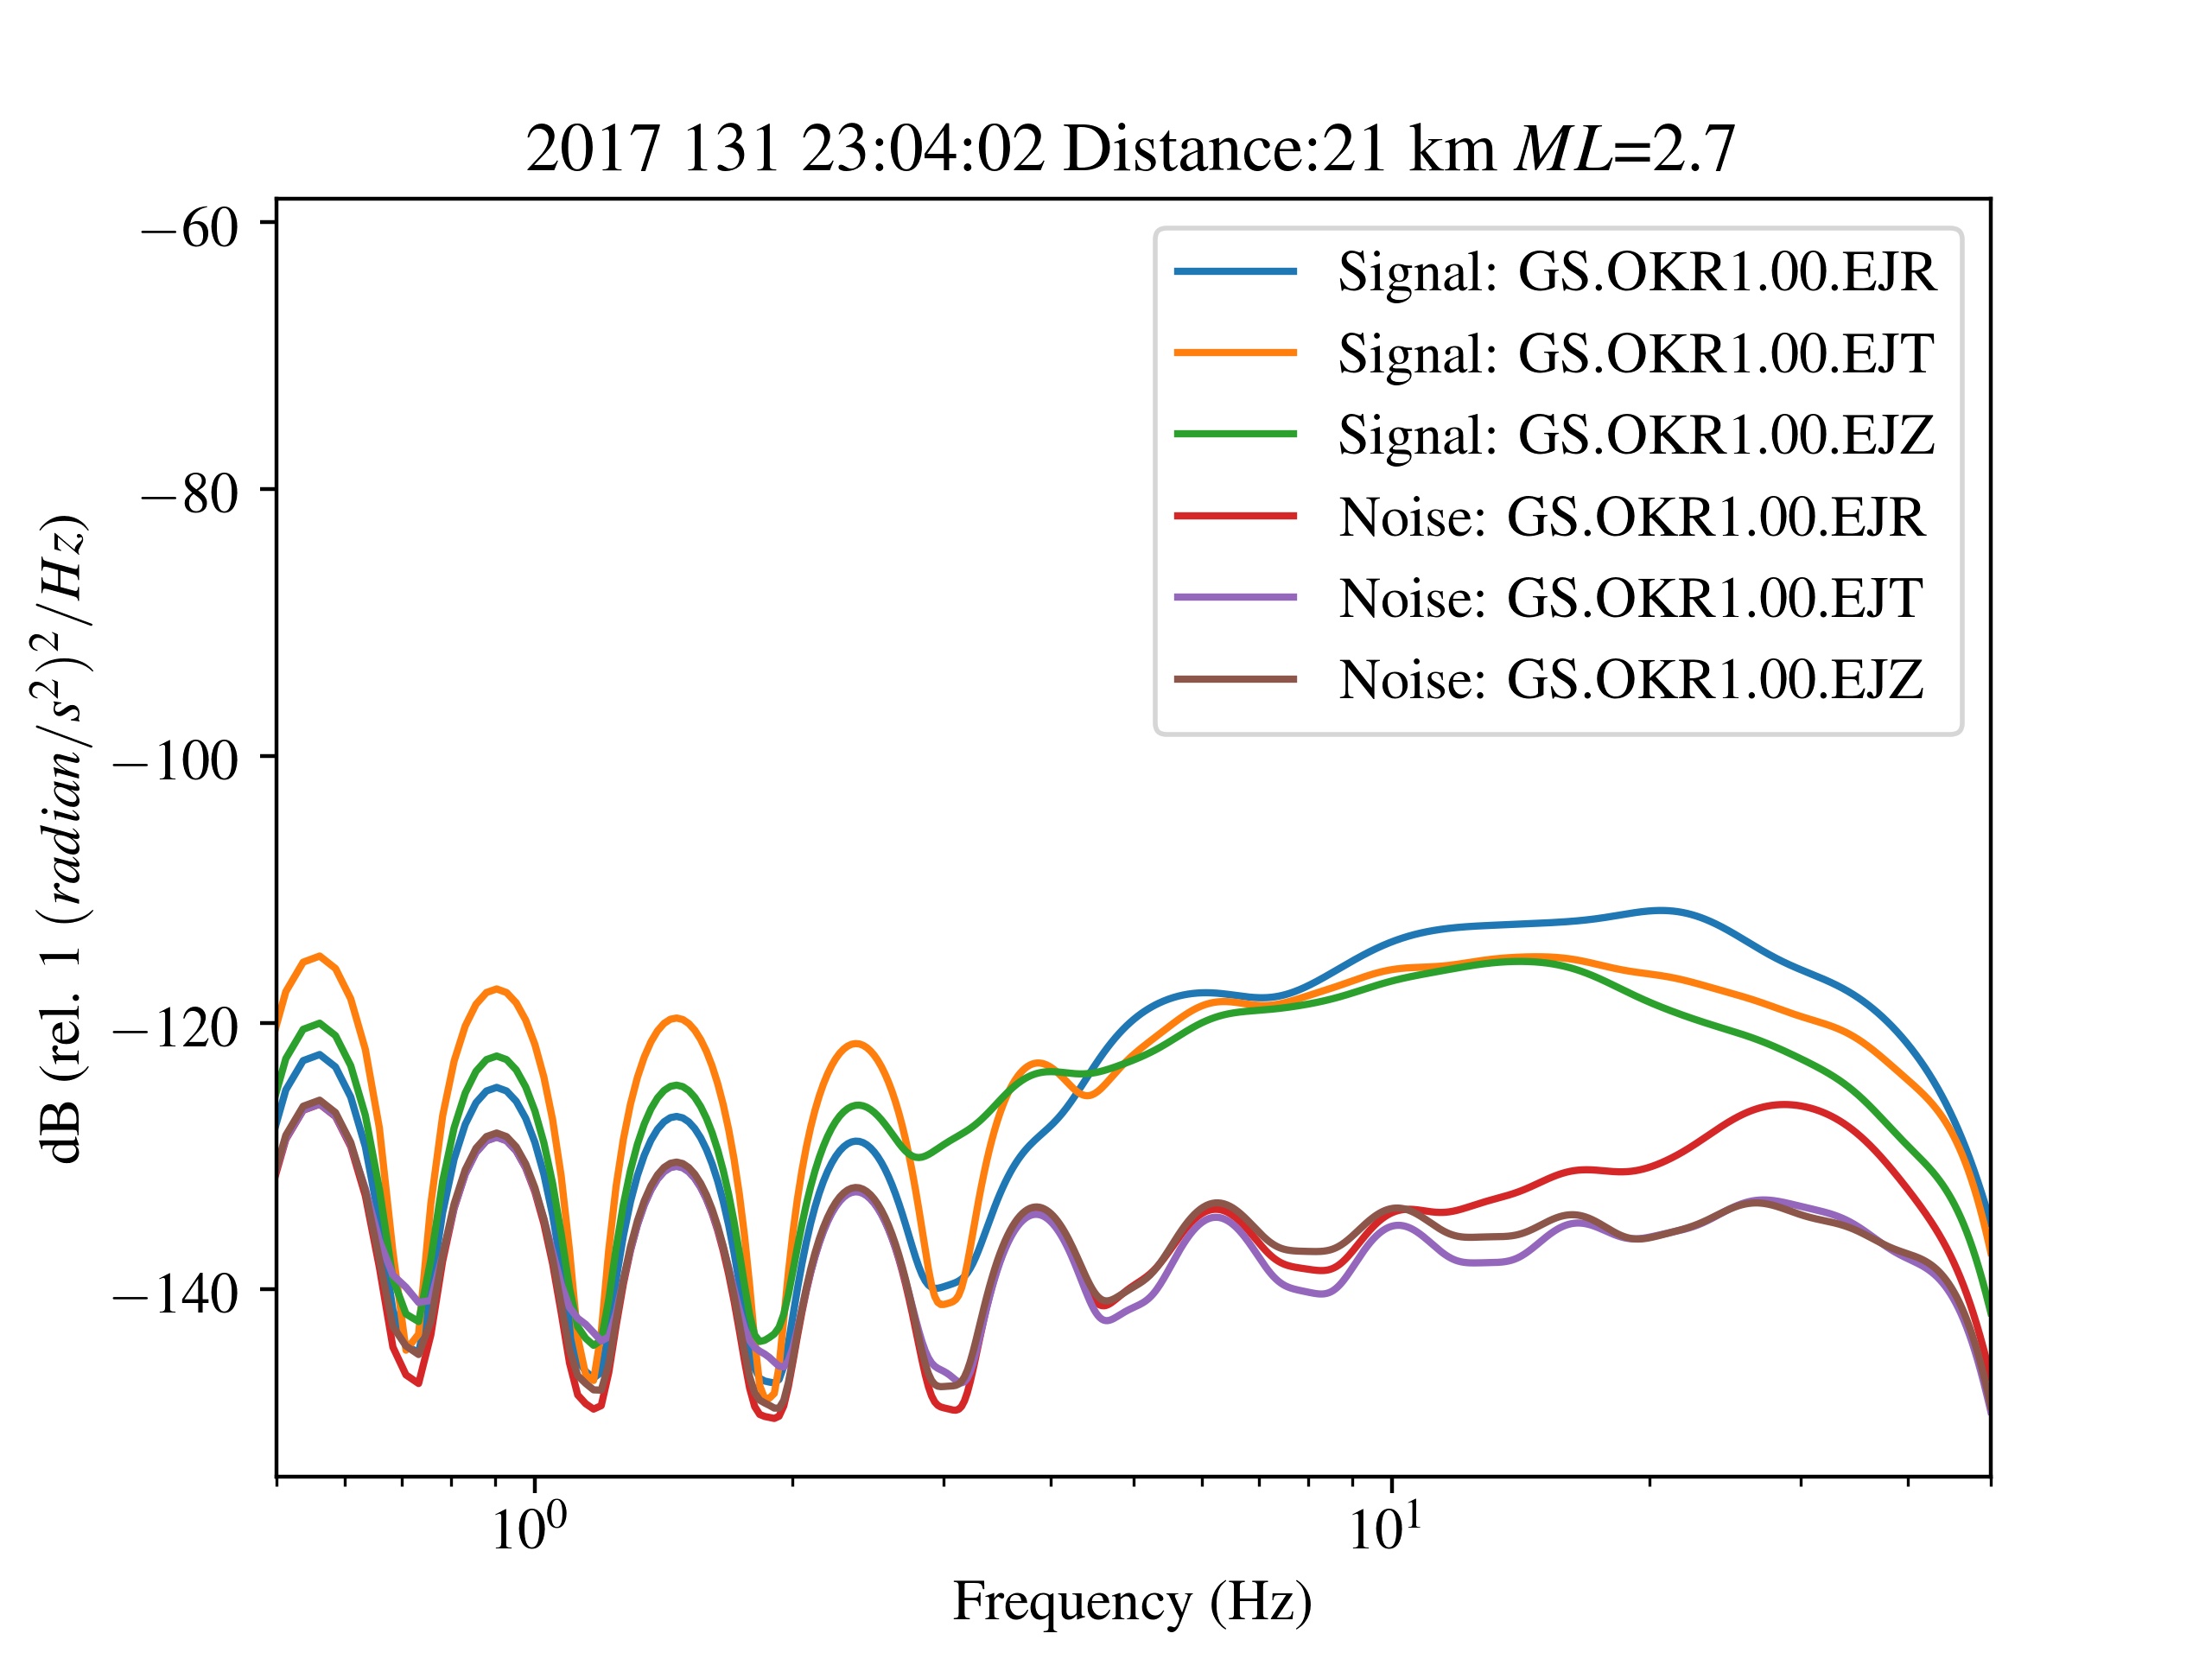 2017 131 23:04:02 Distance:21 km ML=2.7
dB (rel. 1 (radian/s²)²/Hz)
−60
−80
−100
−120
−140
Signal: GS.OKR1.00.EJR
Signal: GS.OKR1.00.EJT
Signal: GS.OKR1.00.EJZ
Noise: GS.OKR1.00.EJR
Noise: GS.OKR1.00.EJT
Noise: GS.OKR1.00.EJZ
10⁰ 10¹
Frequency (Hz)